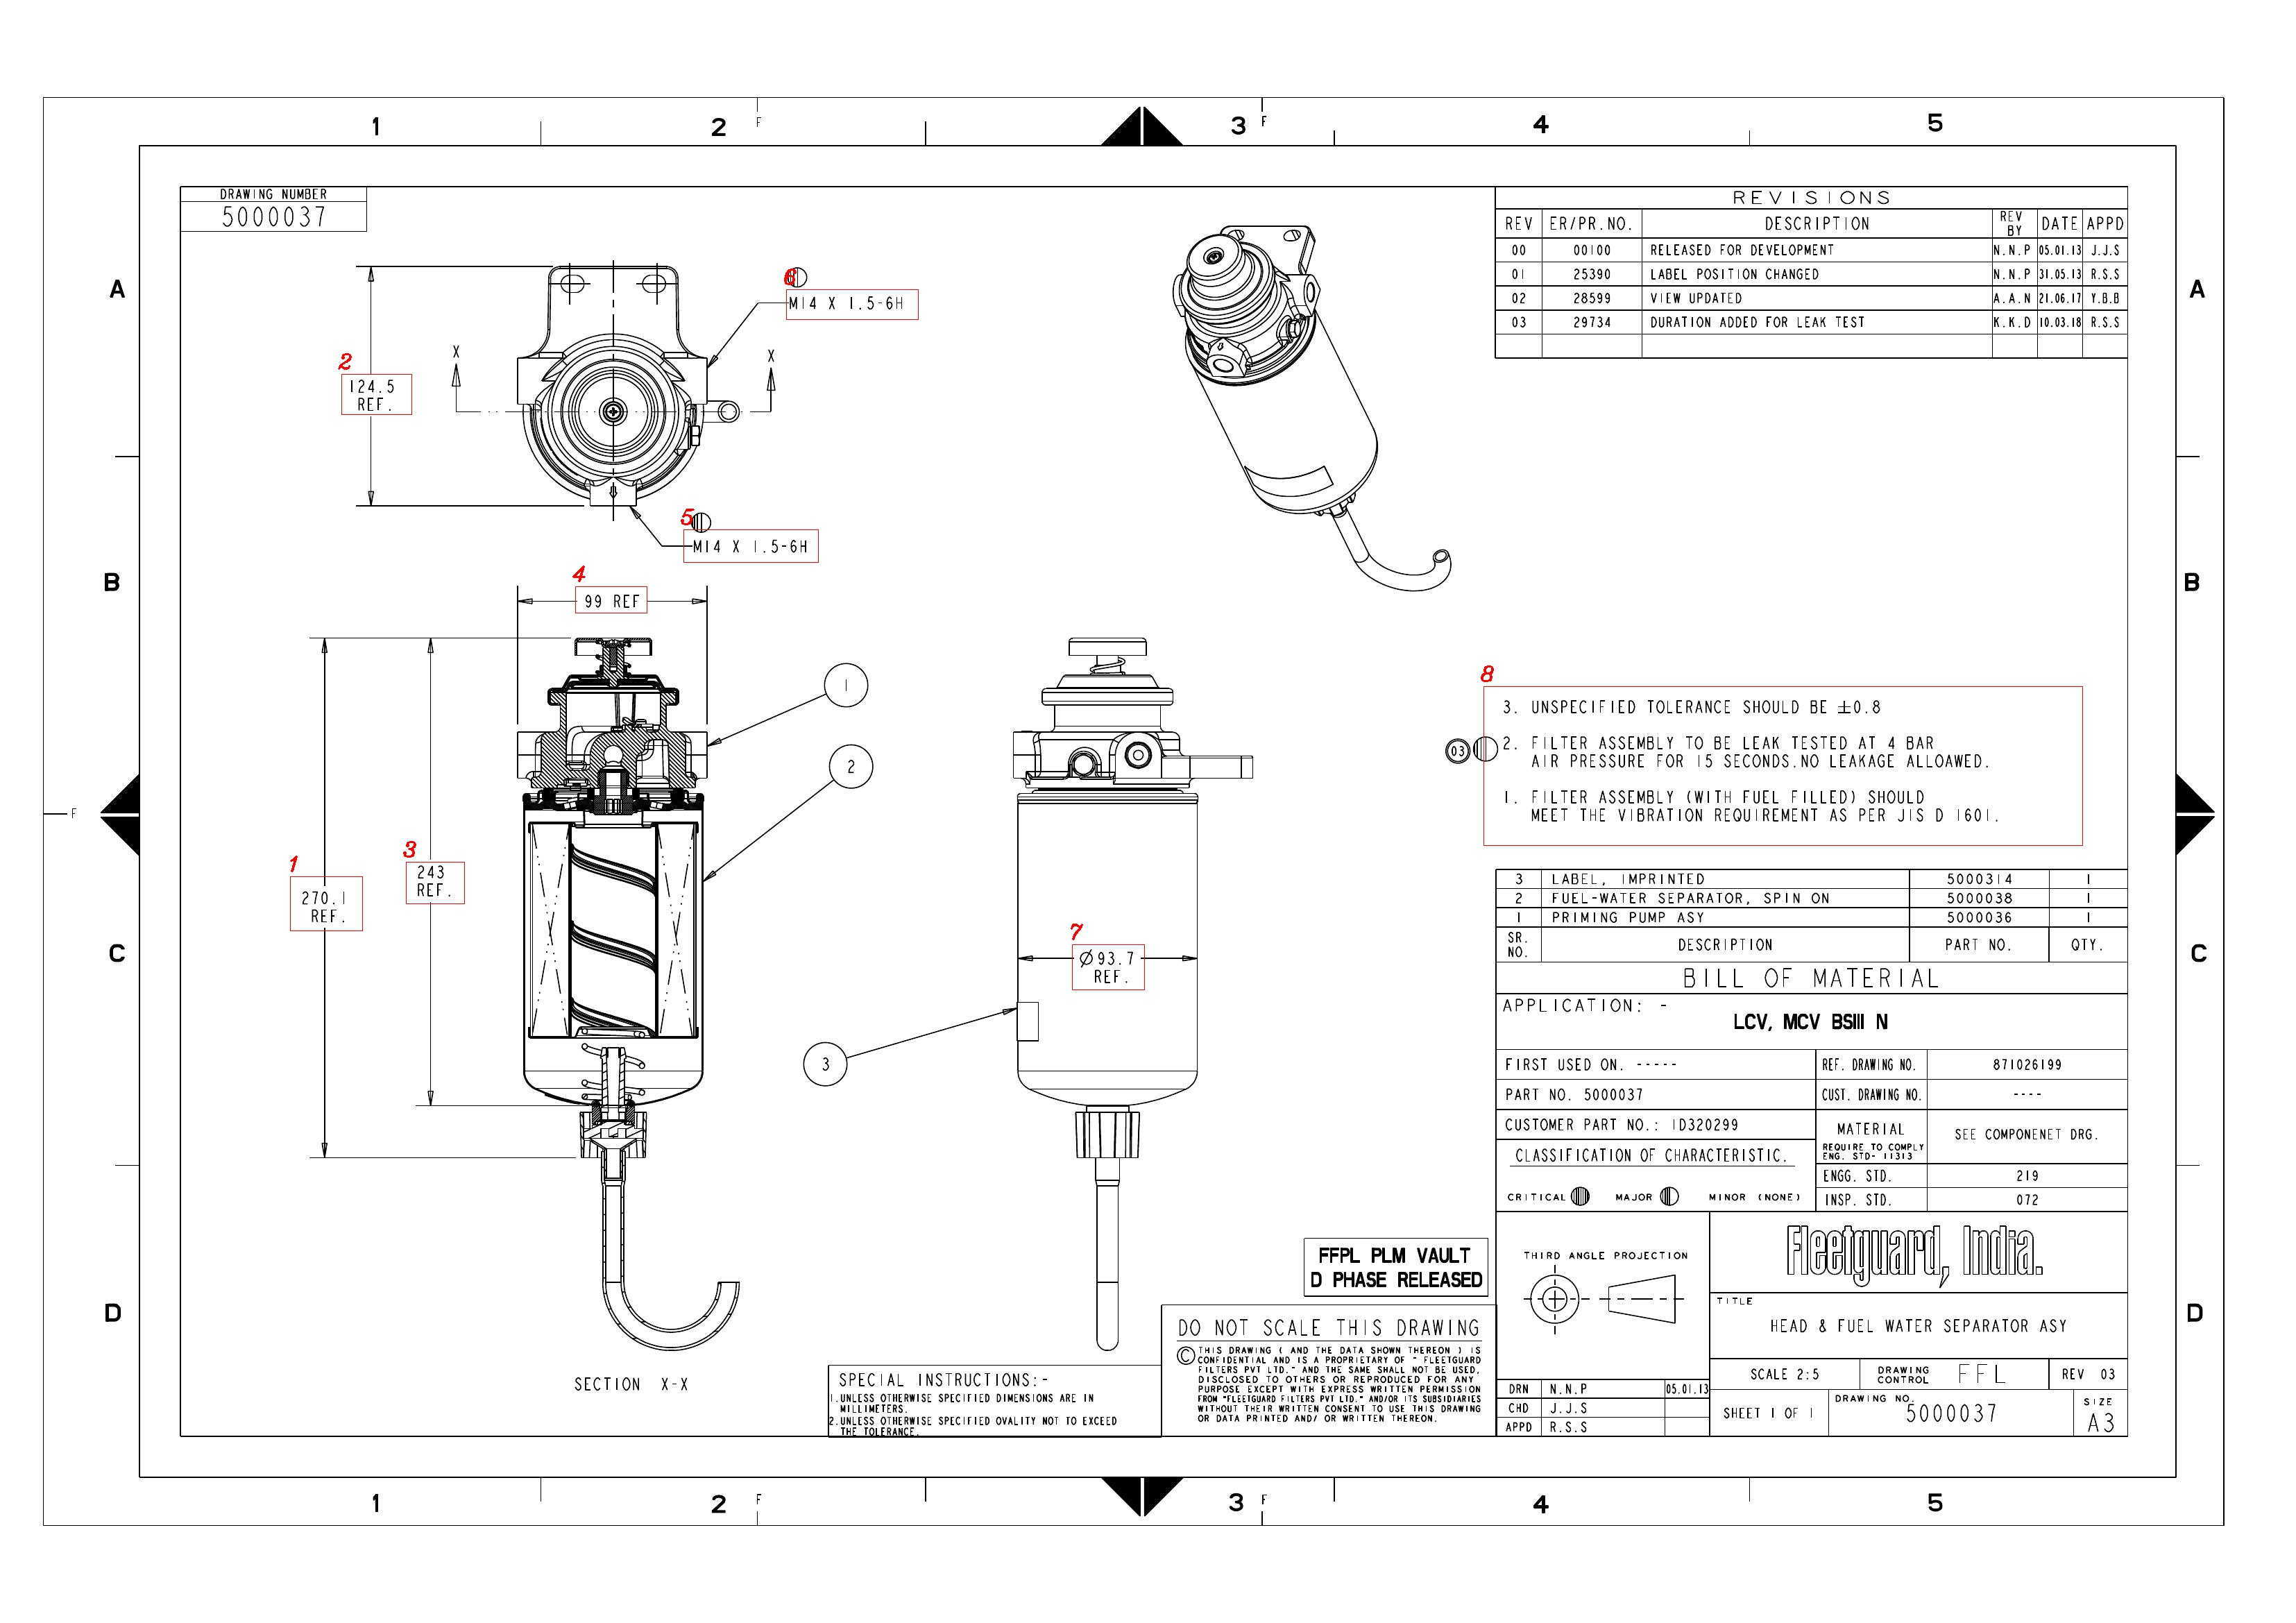 1 2 F 3 F 4 5
DRAWING NUMBER
5000037
REVISIONS
REV ER/PR.NO. DESCRIPTION REV BY DATE APPD
00 00100 RELEASED FOR DEVELOPMENT N.N.P 05.01.13 J.J.S
01 25390 LABEL POSITION CHANGED N.N.P 31.05.13 R.S.S
02 28599 VIEW UPDATED A.A.N 21.06.17 Y.B.B
03 29734 DURATION ADDED FOR LEAK TEST K.K.D 10.03.18 R.S.S
A A
6
M14 X 1.5-6H
2
124.5
REF.
X X
5
M14 X 1.5-6H
B B
4
99 REF
1
2
8
3. UNSPECIFIED TOLERANCE SHOULD BE ±0.8
03 2. FILTER ASSEMBLY TO BE LEAK TESTED AT 4 BAR
AIR PRESSURE FOR 15 SECONDS.NO LEAKAGE ALLOAWED.
1. FILTER ASSEMBLY (WITH FUEL FILLED) SHOULD
MEET THE VIBRATION REQUIREMENT AS PER JIS D 1601.
F
1
270.1
REF.
3
243
REF.
7
Ø93.7
REF.
3
C C
3 LABEL, IMPRINTED 5000314 1
2 FUEL-WATER SEPARATOR, SPIN ON 5000038 1
1 PRIMING PUMP ASY 5000036 1
SR. NO. DESCRIPTION PART NO. QTY.
BILL OF MATERIAL
APPLICATION: -
LCV, MCV BSIII N
FIRST USED ON. ----- REF. DRAWING NO. 871026199
PART NO. 5000037 CUST. DRAWING NO. ----
CUSTOMER PART NO.: ID320299
MATERIAL
REQUIRE TO COMPLY
ENG. STD- 11313
SEE COMPONENET DRG.
CLASSIFICATION OF CHARACTERISTIC.
ENGG. STD. 219
CRITICAL MAJOR MINOR (NONE)
INSP. STD. 072
D D
THIRD ANGLE PROJECTION
Fleetguard, India.
TITLE
HEAD & FUEL WATER SEPARATOR ASY
SCALE 2:5 DRAWING CONTROL FFL REV 03
DRN N.N.P 05.01.13
CHD J.J.S
APPD R.S.S
SHEET 1 OF 1 DRAWING NO. 5000037 SIZE A3
FFPL PLM VAULT
D PHASE RELEASED
DO NOT SCALE THIS DRAWING
© THIS DRAWING ( AND THE DATA SHOWN THEREON ) IS
CONFIDENTIAL AND IS A PROPRIETARY OF " FLEETGUARD
FILTERS PVT LTD." AND THE SAME SHALL NOT BE USED,
DISCLOSED TO OTHERS OR REPRODUCED FOR ANY
PURPOSE EXCEPT WITH EXPRESS WRITTEN PERMISSION
FROM "FLEETGUARD FILTERS PVT LTD." AND/OR ITS SUBSIDIARIES
WITHOUT THEIR WRITTEN CONSENT TO USE THIS DRAWING
OR DATA PRINTED AND/ OR WRITTEN THEREON.
SECTION X-X
SPECIAL INSTRUCTIONS:-
1.UNLESS OTHERWISE SPECIFIED DIMENSIONS ARE IN
MILLIMETERS.
2.UNLESS OTHERWISE SPECIFIED OVALITY NOT TO EXCEED
THE TOLERANCE.
1 2 F 3 F 4 5